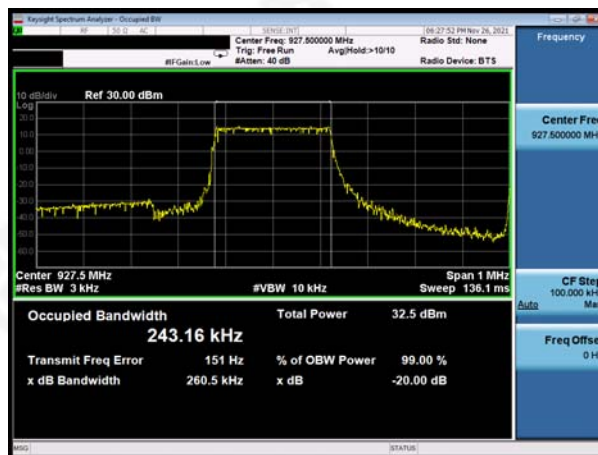 Keysight Spectrum Analyzer - Occupied BW
RF 50 Ω AC SENSE:INT 06:27:52 PM Nov 26, 2021
Center Freq: 927.500000 MHz Radio Std: None Frequency
Trig: Free Run Avg|Hold:>10/10
#IFGain:Low #Atten: 40 dB Radio Device: BTS
10 dB/div Ref 30.00 dBm
Log
20.0
10.0
0.00
10.0
20.0
30.0
40.0
50.0
60.0
Center Fre
927.500000 MH
Center 927.5 MHz Span 1 MHz
#Res BW 3 kHz #VBW 10 kHz Sweep 136.1 ms
CF Step
100.000 kH
Auto Ma
Occupied Bandwidth Total Power 32.5 dBm
243.16 kHz
Transmit Freq Error 151 Hz % of OBW Power 99.00 %
x dB Bandwidth 260.5 kHz x dB -20.00 dB
Freq Offse
0 H
MSG STATUS